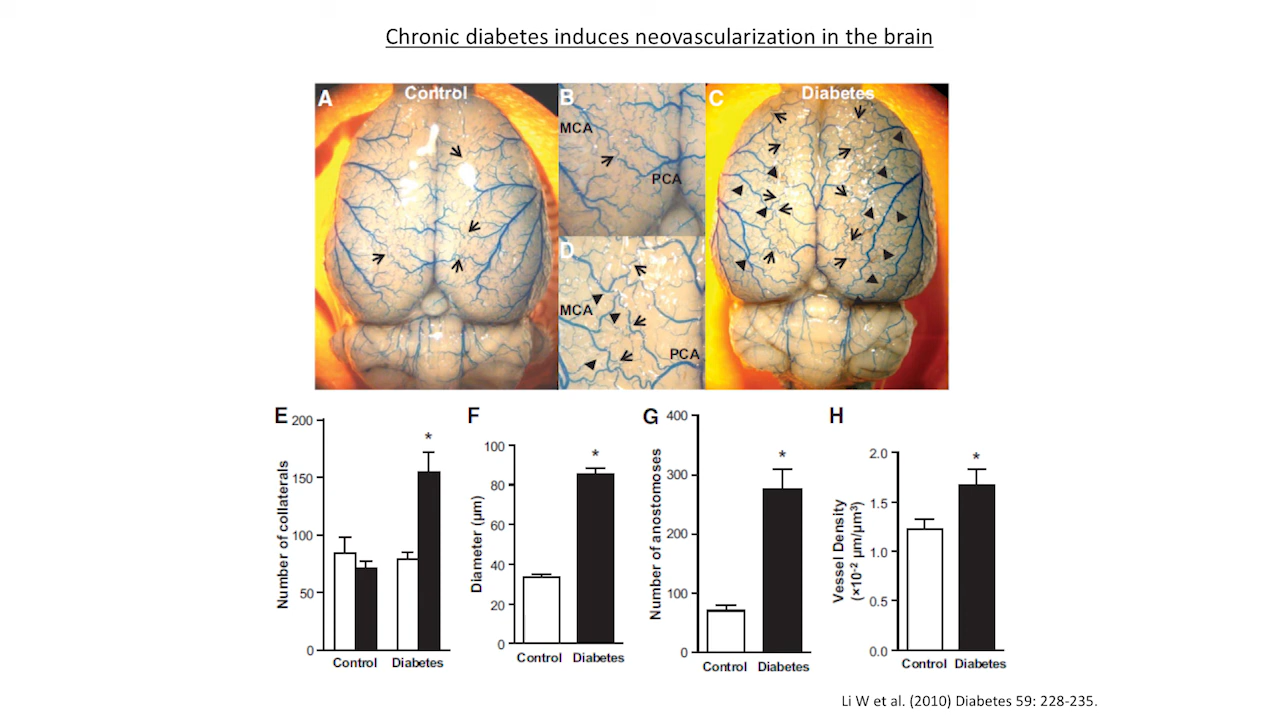 Chronic diabetes induces neovascularization in the brain
A
Control
B
MCA
PCA
C
Diabetes
D
MCA
PCA
E
Number of collaterals
200
150
100
50
0
Control
Diabetes
*
F
Diameter (µm)
100
80
60
40
20
0
Control
Diabetes
*
G
Number of anostomoses
400
300
200
100
0
Control
Diabetes
*
H
Vessel Density
(×10-2 µm/µm³)
2.0
1.5
1.0
0.5
0.0
Control
Diabetes
*
Li W et al. (2010) Diabetes 59: 228-235.